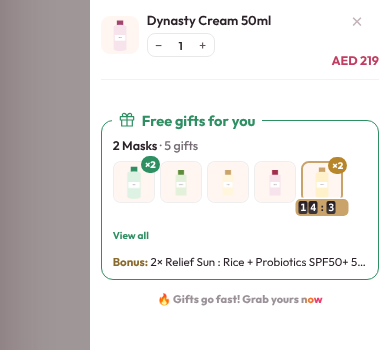 Dynasty Cream 50ml
×
− 1 +
AED 219
Free gifts for you
2 Masks · 5 gifts
×2
×2
14:3
View all
Bonus: 2× Relief Sun : Rice + Probiotics SPF50+ 5...
🔥 Gifts go fast! Grab yours now